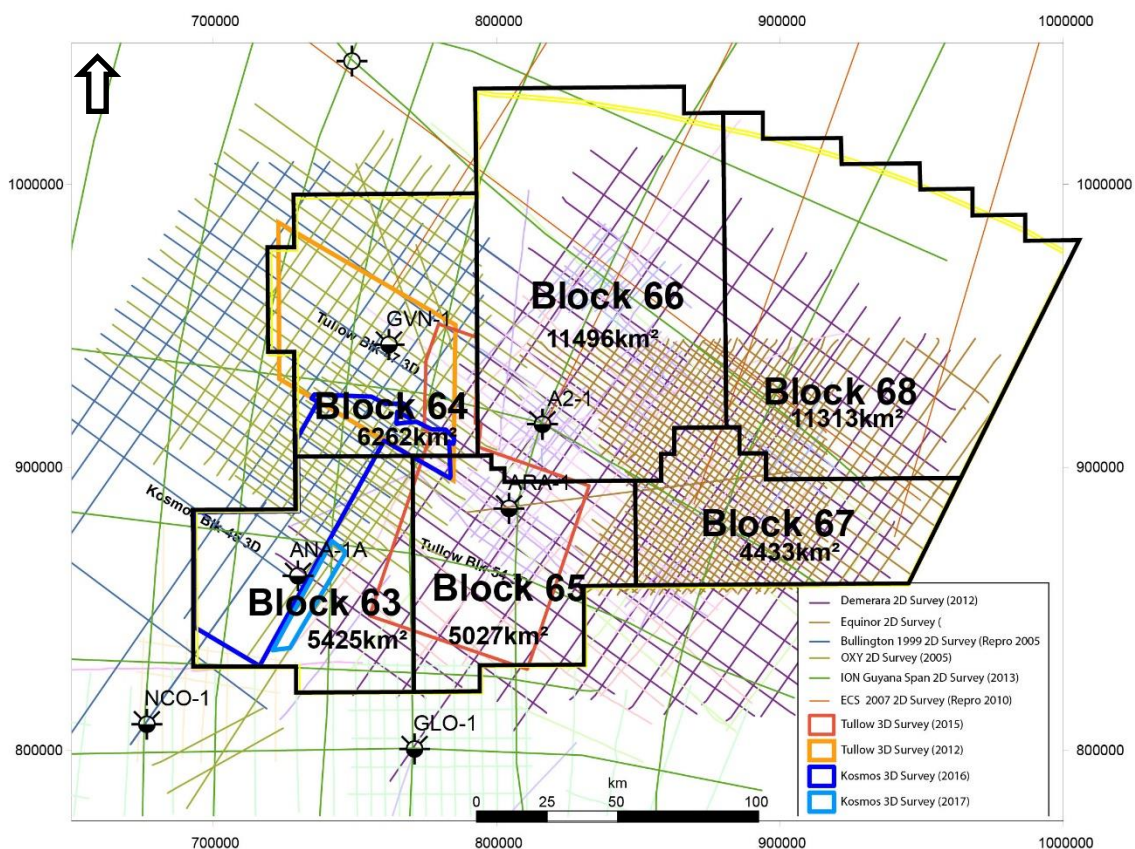 700000
800000
900000
1000000
1000000
1000000
Block 66
11496km²
GVN-1
Tullow Blk 47 3D
Block 68
11313km²
A2-1
Block 64
6262km²
900000
900000
ARA-1
Kosmos Blk 45 3D
Block 67
4433km²
ANA-1A
Tullow Blk 54
Block 63
5425km²
Block 65
5027km²
NCO-1
GLO-1
800000
800000
Demerara 2D Survey (2012)
Equinor 2D Survey (
Bullington 1999 2D Survey (Repro 2005
OXY 2D Survey (2005)
ION Guyana Span 2D Survey (2013)
ECS 2007 2D Survey (Repro 2010)
Tullow 3D Survey (2015)
Tullow 3D Survey (2012)
Kosmos 3D Survey (2016)
Kosmos 3D Survey (2017)
km
0
25
50
100
700000
800000
900000
1000000